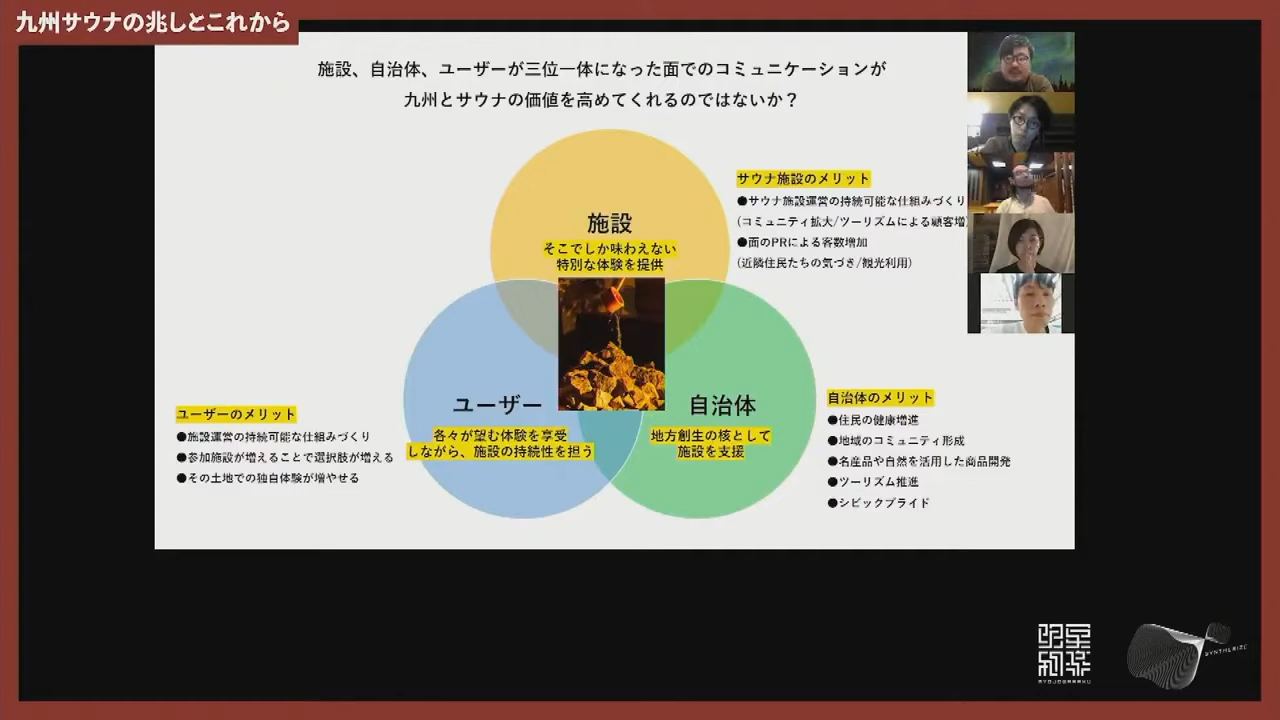 九州サウナの兆しとこれから
施設、自治体、ユーザーが三位一体になった面でのコミュニケーションが
九州とサウナの価値を高めてくれるのではないか？
サウナ施設のメリット
●サウナ施設運営の持続可能な仕組みづくり
(コミュニティ拡大/ツーリズムによる顧客増
●面のPRによる客数増加
(近隣住民たちの気づき/観光利用)
施設
そこでしか味わえない
特別な体験を提供
ユーザー
各々が望む体験を享受
しながら、施設の持続性を担う
自治体
地方創生の核として
施設を支援
ユーザーのメリット
●施設運営の持続可能な仕組みづくり
●参加施設が増えることで選択肢が増える
●その土地での独自体験が増やせる
自治体のメリット
●住民の健康増進
●地域のコミュニティ形成
●名産品や自然を活用した商品開発
●ツーリズム推進
●シビックプライド
SYNTHESIZE